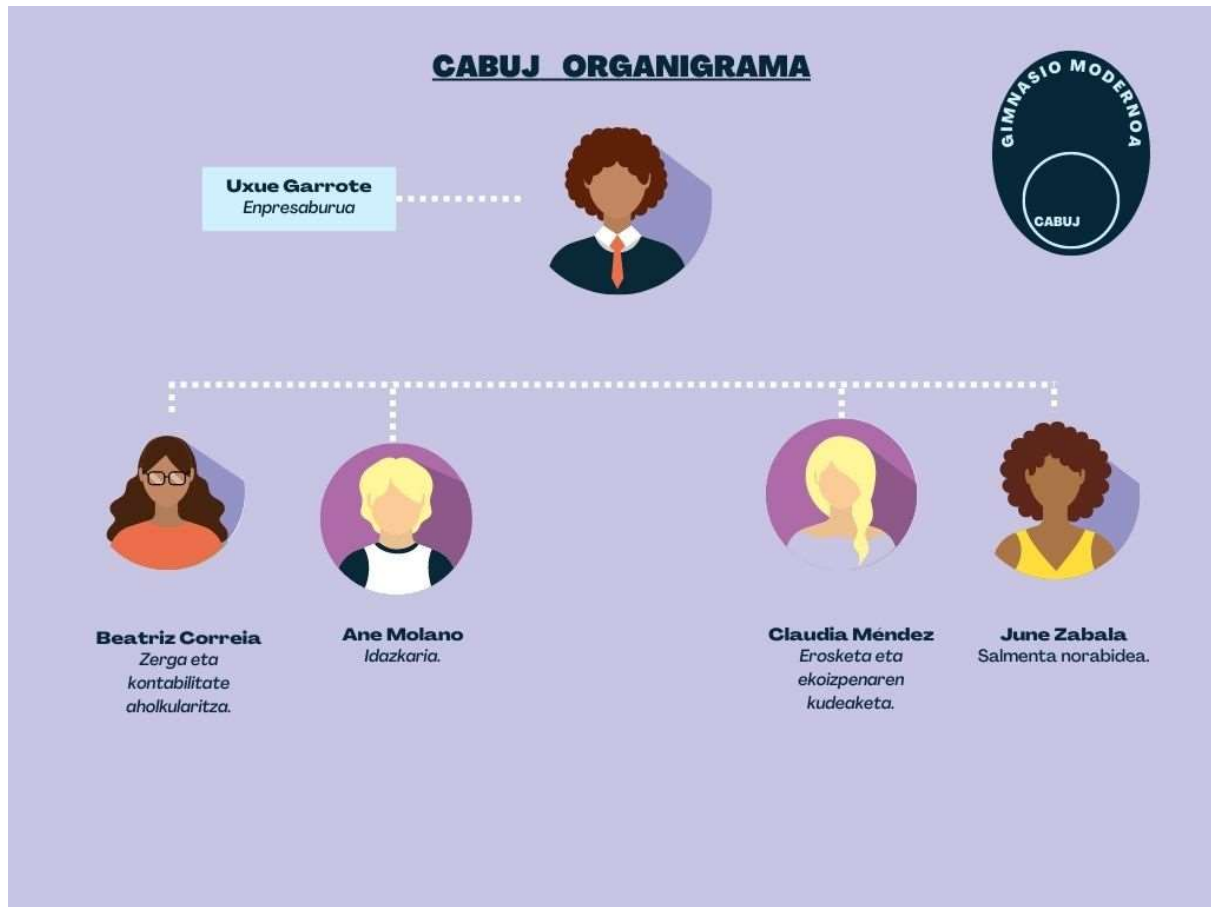 CABUJ ORGANIGRAMA
GIMNASIO MODERNOA
CABUJ
Uxue Garrote
Enpresaburua
Beatriz Correia
Zerga eta
kontabilitate
aholkularitza.
Ane Molano
Idazkaria.
Claudia Méndez
Erosketa eta
ekoizpenaren
kudeaketa.
June Zabala
Salmenta norabidea.